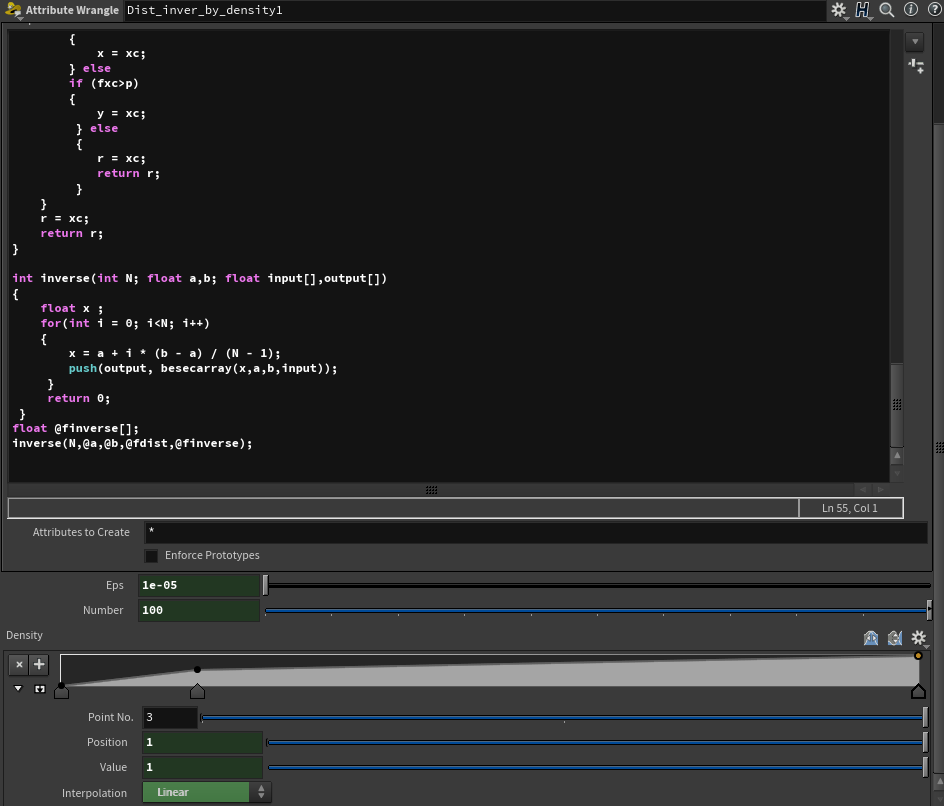 Attribute Wrangle Dist_inver_by_density1
{
x = xc;
} else
if (fxc>p)
{
y = xc;
} else
{
r = xc;
return r;
}
}
r = xc;
return r;
}
int inverse(int N; float a,b; float input[],output[])
{
float x ;
for(int i = 0; i<N; i++)
{
x = a + i * (b - a) / (N - 1);
push(output, besecarray(x,a,b,input));
}
return 0;
}
float @finverse[];
inverse(N,@a,@b,@fdist,@finverse);
Ln 55, Col 1
Attributes to Create *
Enforce Prototypes
Eps 1e-05
Number 100
Density
Point No. 3
Position 1
Value 1
Interpolation Linear